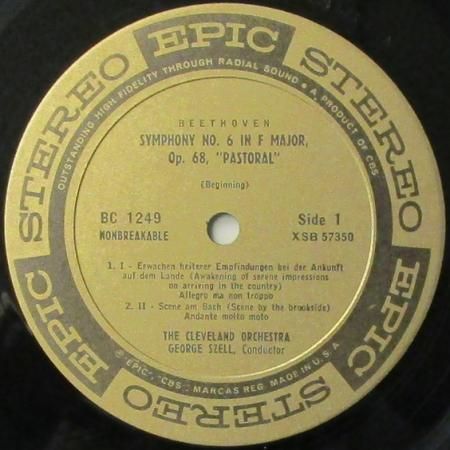 STEREO EPIC STEREO EPIC STEREO EPIC
OUTSTANDING HIGH FIDELITY THROUGH RADIAL SOUND • A PRODUCT OF CBS
BEETHOVEN
SYMPHONY NO. 6 IN F MAJOR,
Op. 68, "PASTORAL"
(Beginning)
BC 1249
Side 1
NONBREAKABLE
XSB 57350
1. I - Erwachen heiterer Empfindungen bei der Ankunft
auf dem Lande (Awakening of serene impressions
on arriving in the country)
Allegro ma non troppo
2. II - Scene am Bach (Scene by the brookside)
Andante molto moto
THE CLEVELAND ORCHESTRA
GEORGE SZELL, Conductor
® "EPIC", "CBS" MARCAS REG. MADE IN U.S.A.